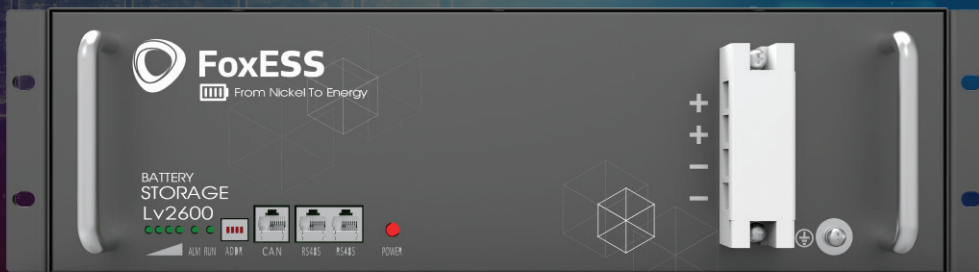 FoxESS
From Nickel To Energy
+
+
−
−
BATTERY
STORAGE
Lv2600
ALM RUN ADDR CAN RS485 RS485 POWER